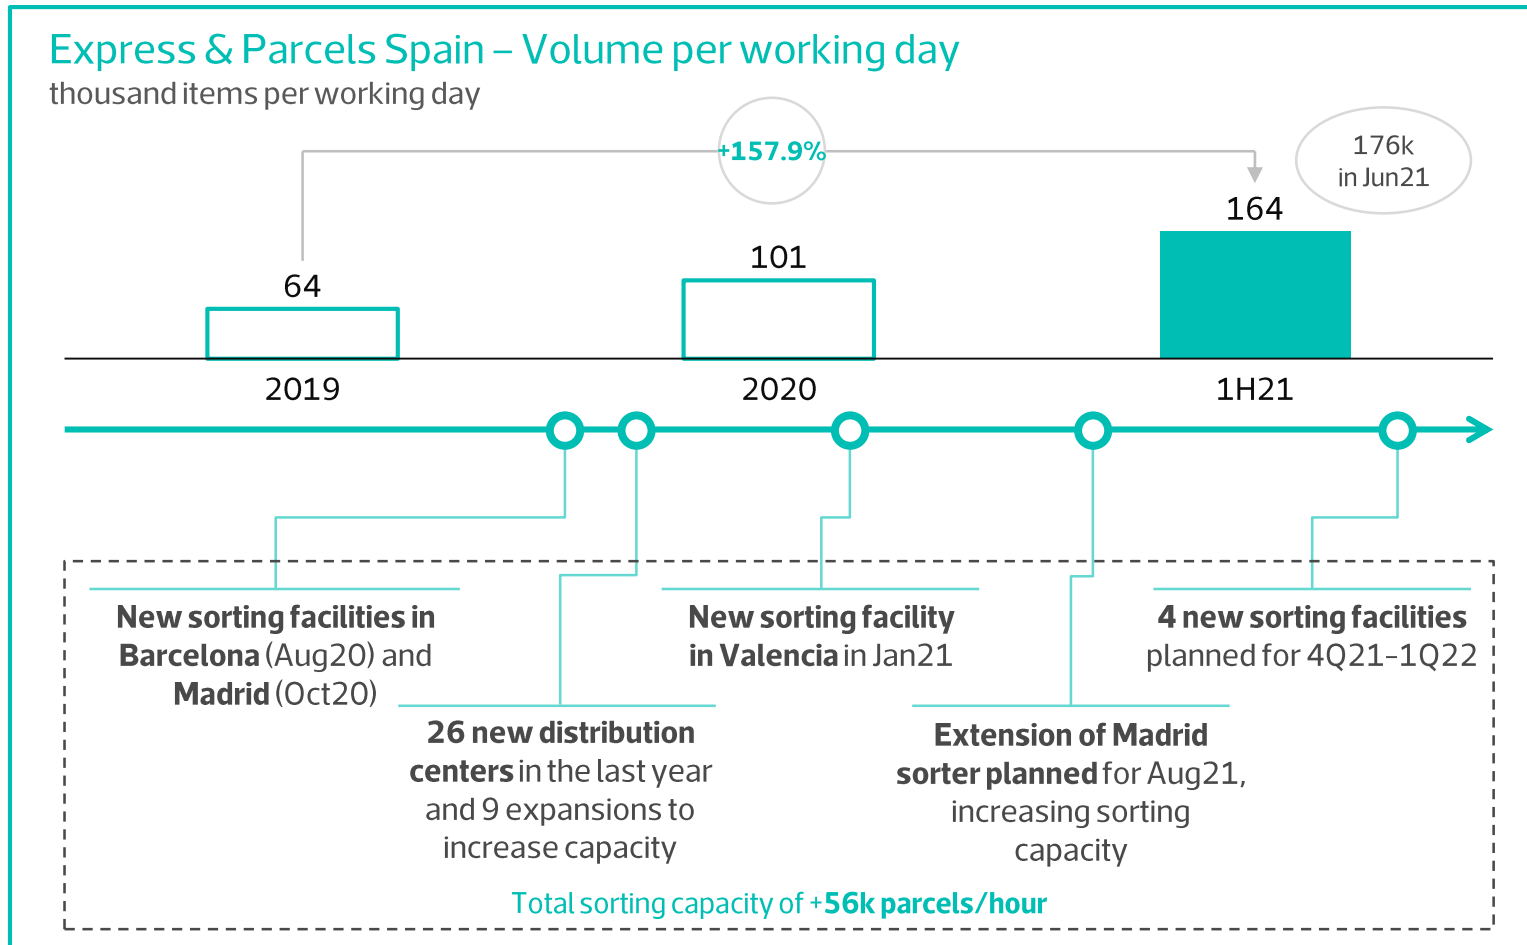 Express & Parcels Spain – Volume per working day
thousand items per working day
+157.9%
176k
in Jun21
64
101
164
2019
2020
1H21
New sorting facilities in
Barcelona (Aug20) and
Madrid (Oct20)
26 new distribution
centers in the last year
and 9 expansions to
increase capacity
New sorting facility
in Valencia in Jan21
Extension of Madrid
sorter planned for Aug21,
increasing sorting
capacity
4 new sorting facilities
planned for 4Q21–1Q22
Total sorting capacity of +56k parcels/hour